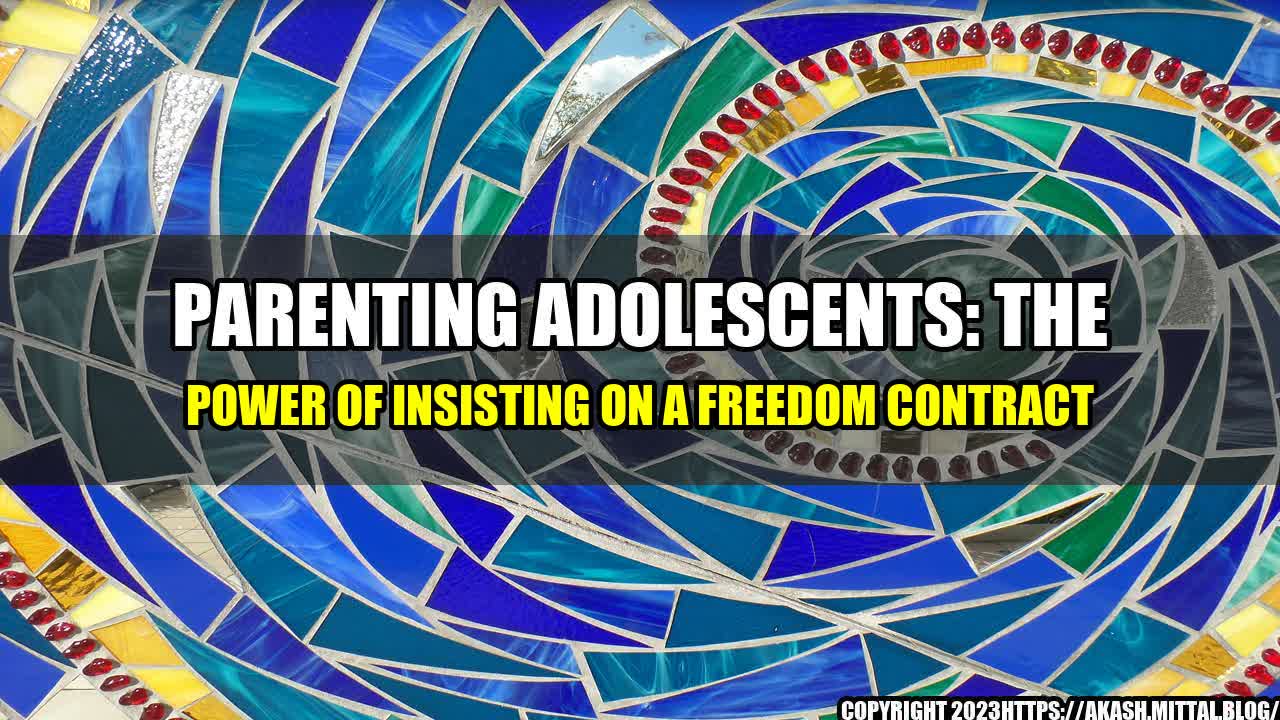 PARENTING ADOLESCENTS: THE
POWER OF INSISTING ON A FREEDOM CONTRACT
COPYRIGHT 2023HTTPS://AKASH.MITTAL.BLOG/